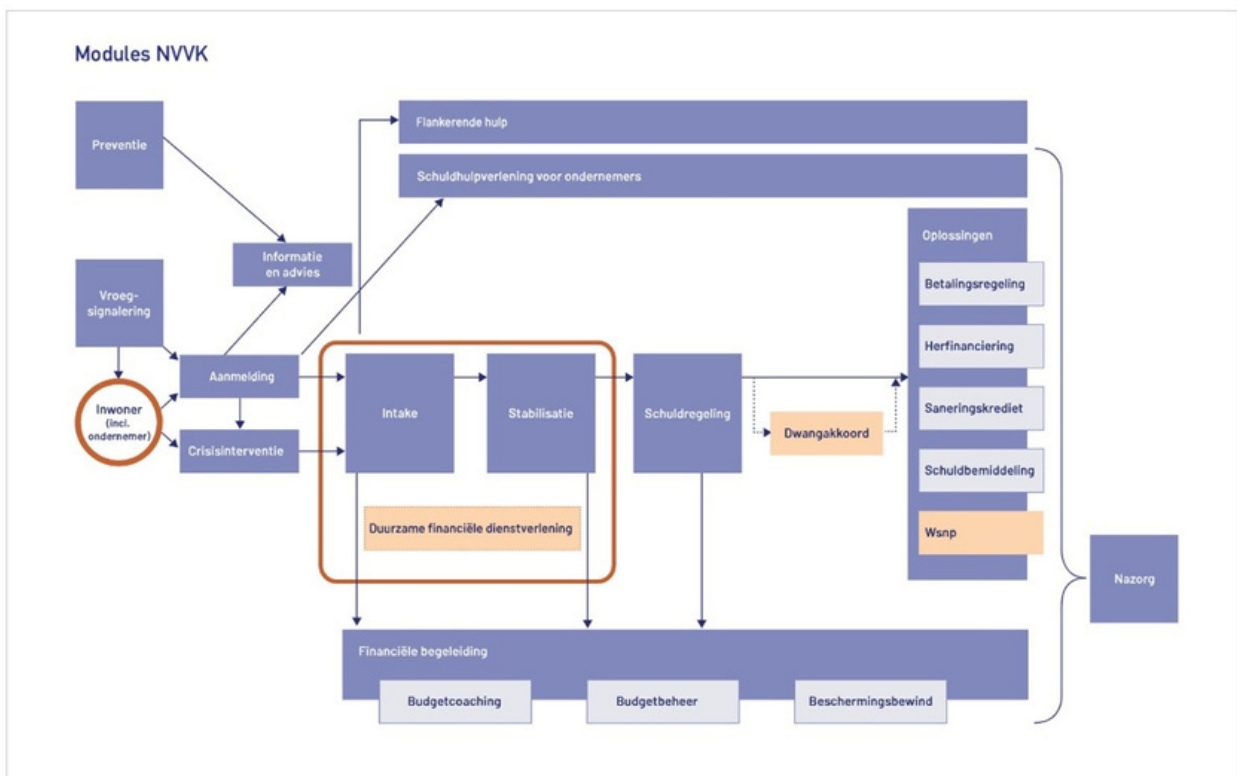 Modules NVVK
Preventie
Flankerende hulp
Schuldhulpverlening voor ondernemers
Informatie
en advies
Vroeg-
signalering
Inwoner
(incl.
ondernemer)
Aanmelding
Crisisinterventie
Intake
Stabilisatie
Duurzame financiële dienstverlening
Schuldregeling
Dwangakkoord
Oplossingen
Betalingsregeling
Herfinanciering
Saneringskrediet
Schuldbemiddeling
Wsnp
Nazorg
Financiële begeleiding
Budgetcoaching
Budgetbeheer
Beschermingsbewind